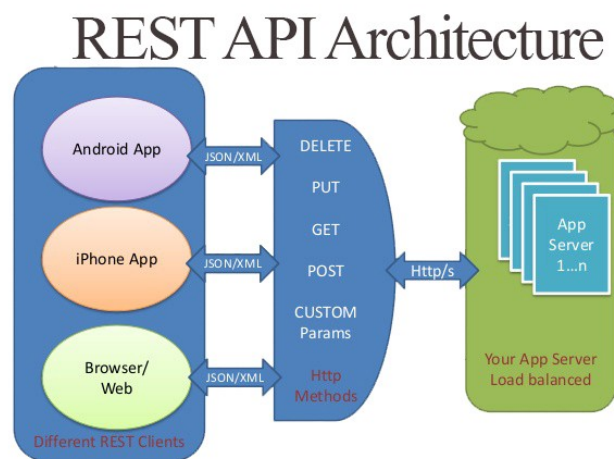 REST API Architecture
Android App
iPhone App
Browser/
Web
Different REST Clients
JSON/XML
JSON/XML
JSON/XML
DELETE
PUT
GET
POST
CUSTOM
Params
Http
Methods
Http/s
App
Server
1...n
Your App Server
Load balanced